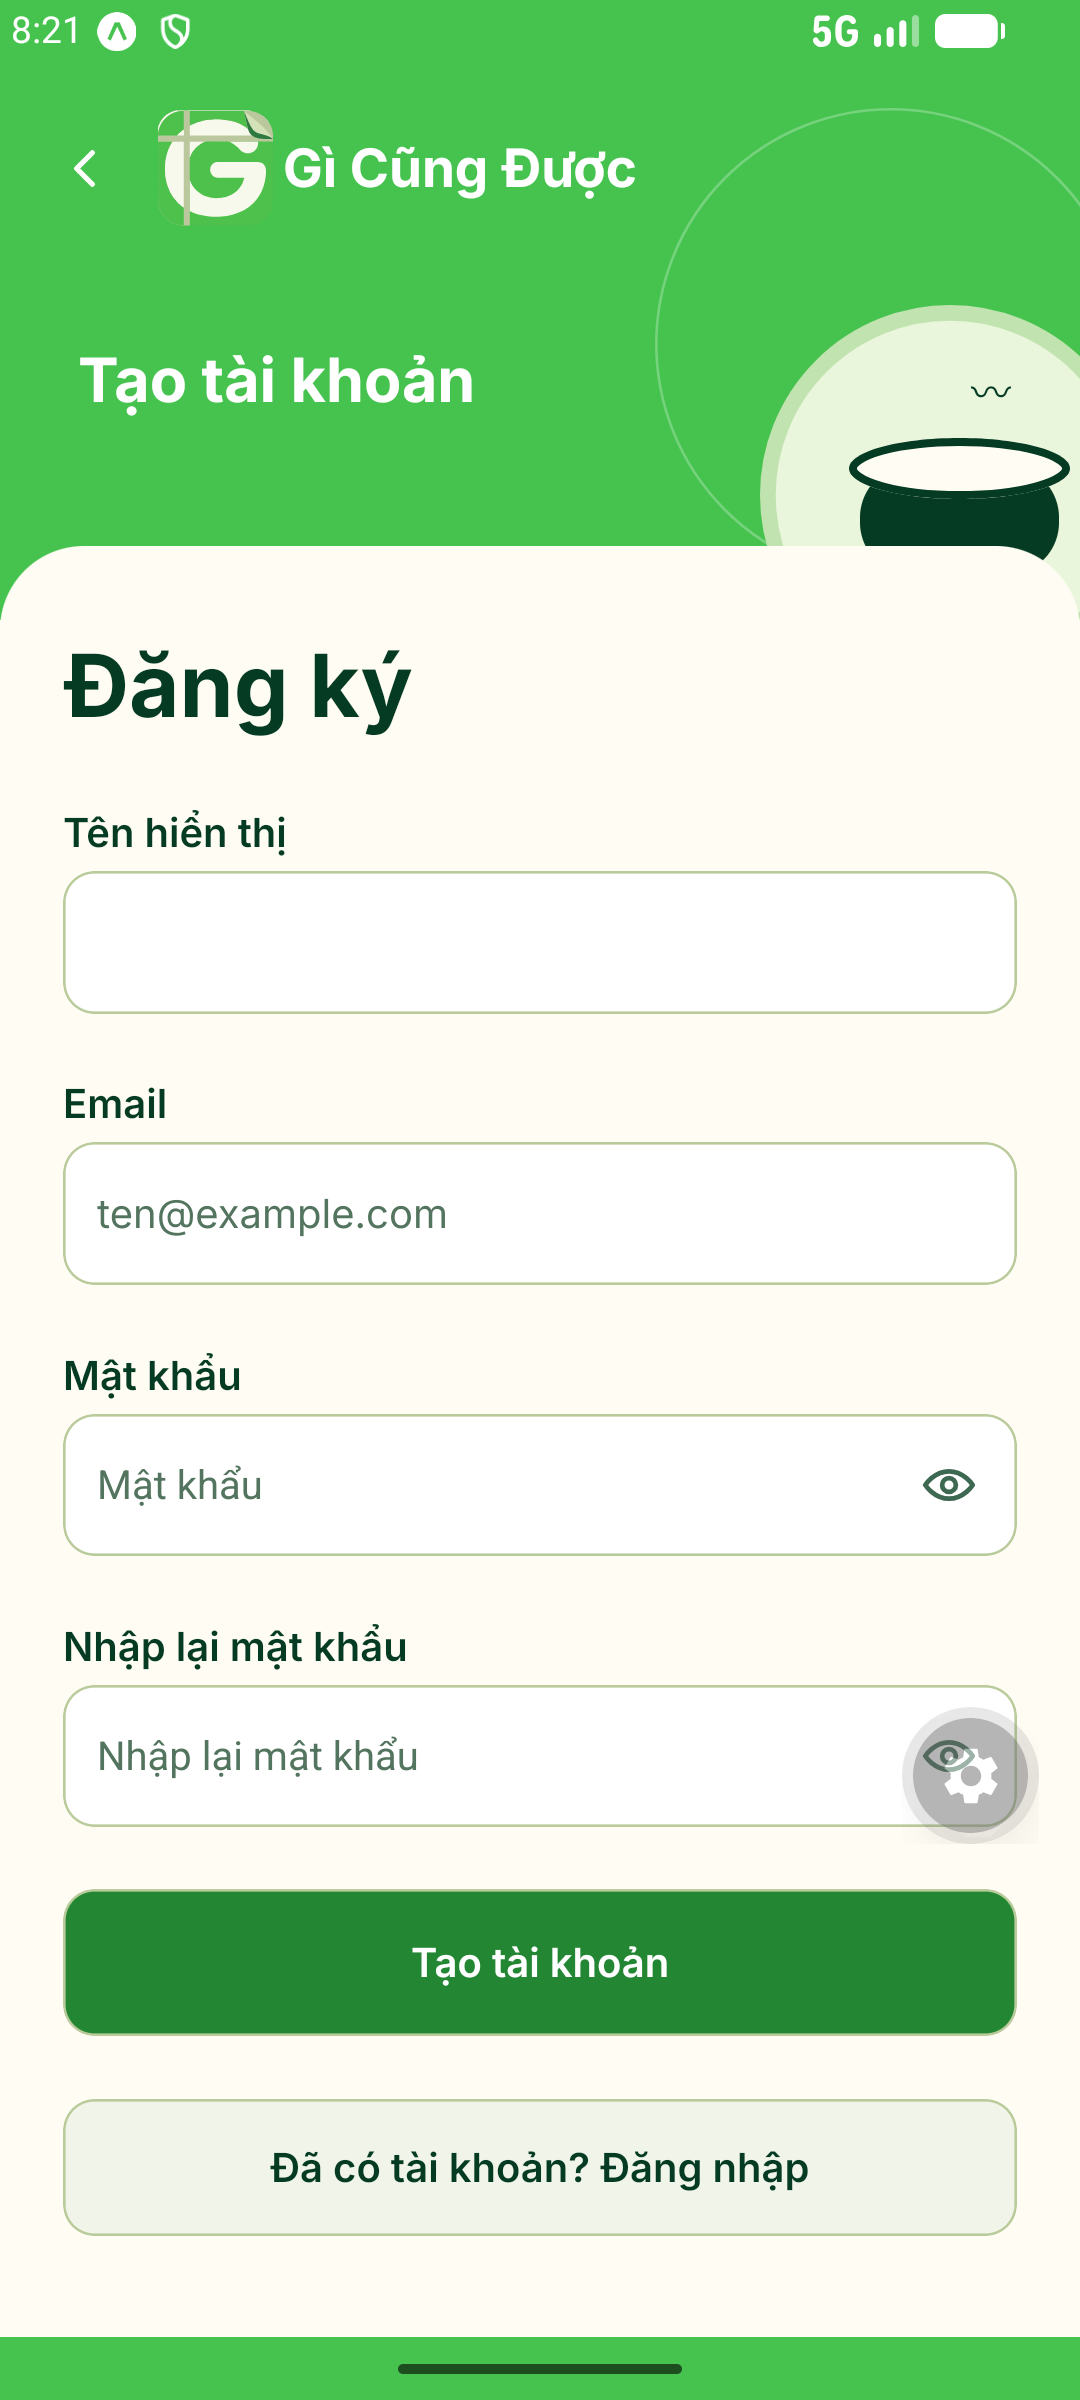 8:21
5G
Gì Cũng Được
Tạo tài khoản
Đăng ký
Tên hiển thị
Email
ten@example.com
Mật khẩu
Mật khẩu
Nhập lại mật khẩu
Nhập lại mật khẩu
Tạo tài khoản
Đã có tài khoản? Đăng nhập